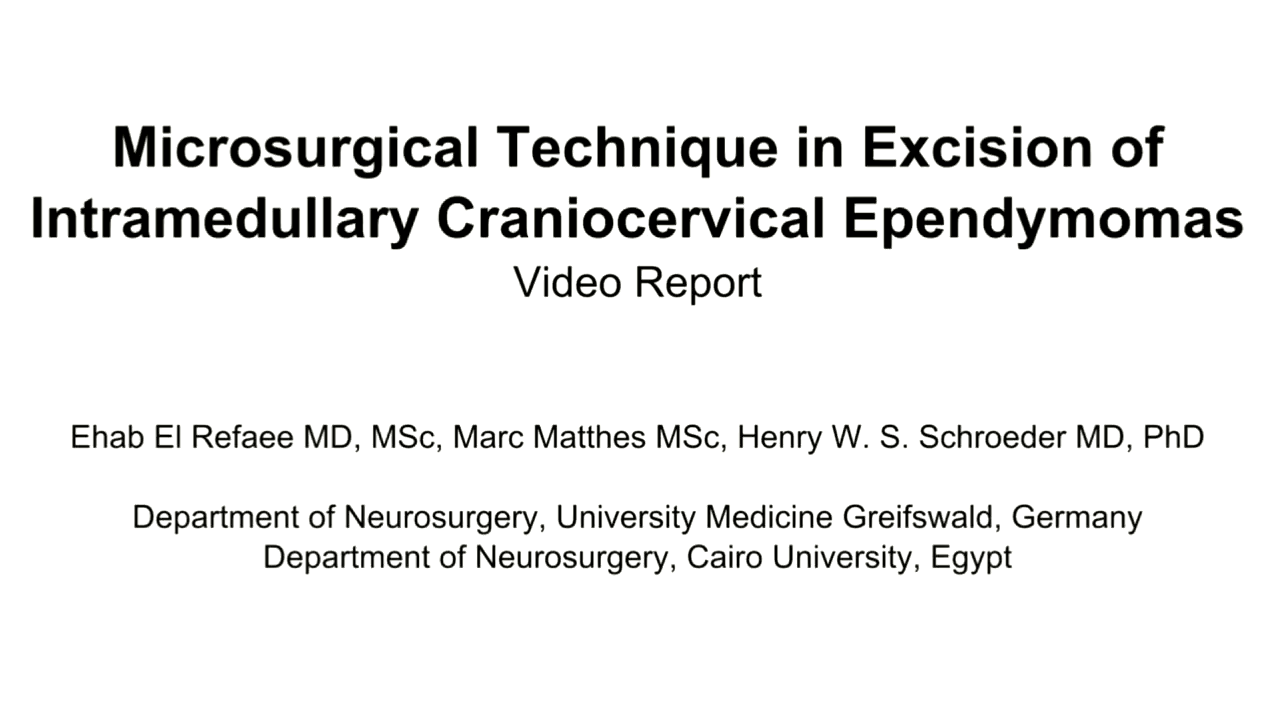 Microsurgical Technique in Excision of
Intramedullary Craniocervical Ependymomas
Video Report
Ehab El Refaee MD, MSc, Marc Matthes MSc, Henry W. S. Schroeder MD, PhD
Department of Neurosurgery, University Medicine Greifswald, Germany
Department of Neurosurgery, Cairo University, Egypt